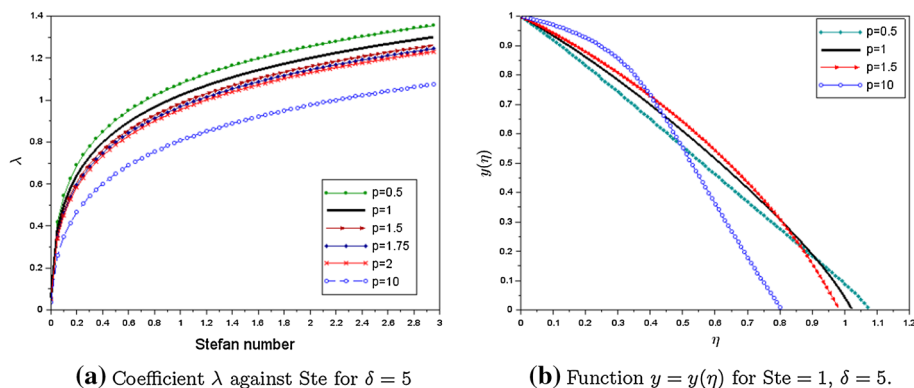 1.4
1.2
1
0.8
0.6
0.4
0.2
0
λ
0 0.2 0.4 0.6 0.8 1 1.2 1.4 1.6 1.8 2 2.2 2.4 2.6 2.8 3
Stefan number
p=0.5
p=1
p=1.5
p=1.75
p=2
p=10
(a) Coefficient λ against Ste for δ = 5
1
0.9
0.8
0.7
0.6
0.5
0.4
0.3
0.2
0.1
0
y(η)
0 0.1 0.2 0.3 0.4 0.5 0.6 0.7 0.8 0.9 1 1.1 1.2
η
p=0.5
p=1
p=1.5
p=10
(b) Function y = y(η) for Ste = 1, δ = 5.